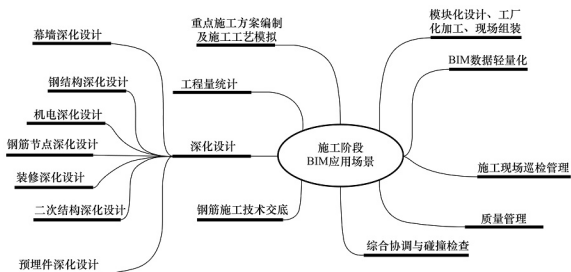 幕墙深化设计
钢结构深化设计
机电深化设计
钢筋节点深化设计
装修深化设计
二次结构深化设计
预埋件深化设计
重点施工方案编制
及施工工艺模拟
工程量统计
深化设计
钢筋施工技术交底
施工阶段
BIM应用场景
模块化设计、工厂
化加工、现场组装
BIM数据轻量化
施工现场巡检管理
质量管理
综合协调与碰撞检查